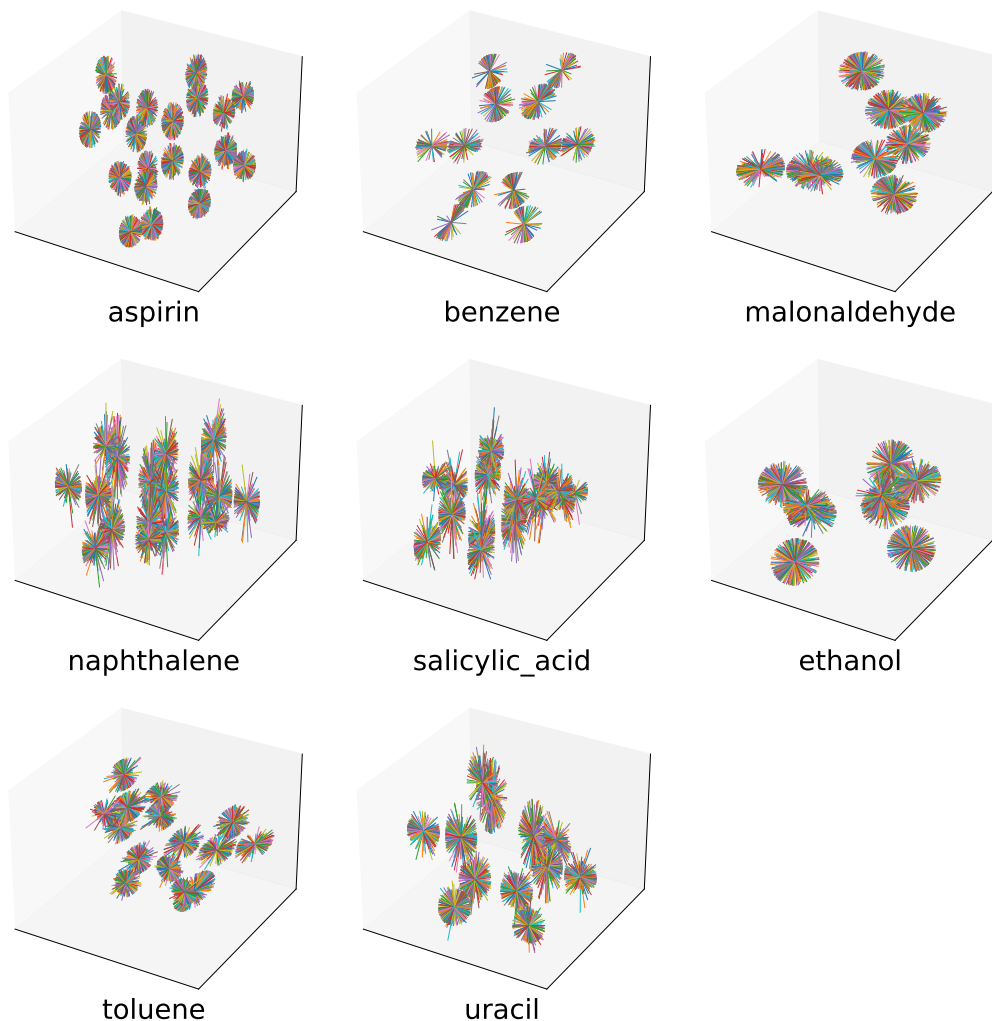 aspirin
benzene
malonaldehyde
naphthalene
salicylic_acid
ethanol
toluene
uracil